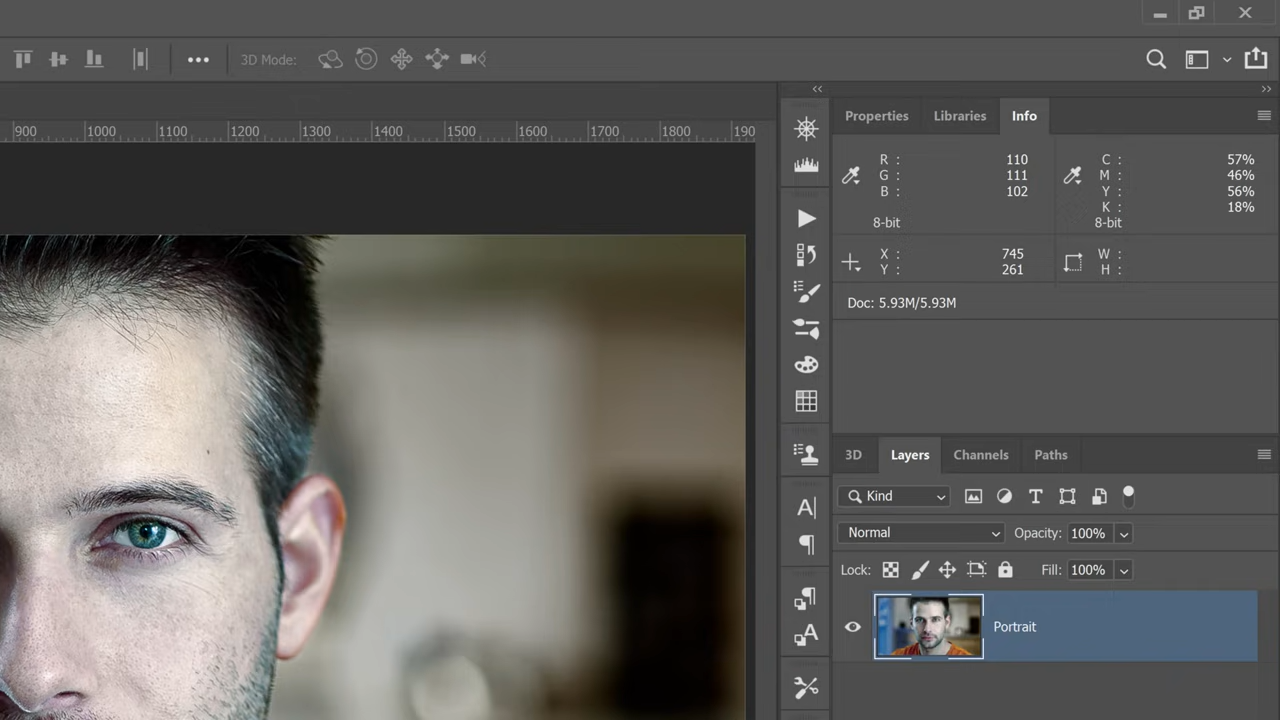 3D Mode:
900 1000 1100 1200 1300 1400 1500 1600 1700 1800 190
Properties Libraries Info
R : 110 C : 57%
G : 111 M : 46%
B : 102 Y : 56%
K : 18%
8-bit 8-bit
X : 745 W :
Y : 261 H :
Doc: 5.93M/5.93M
3D Layers Channels Paths
Kind
Normal Opacity: 100%
Lock: Fill: 100%
Portrait